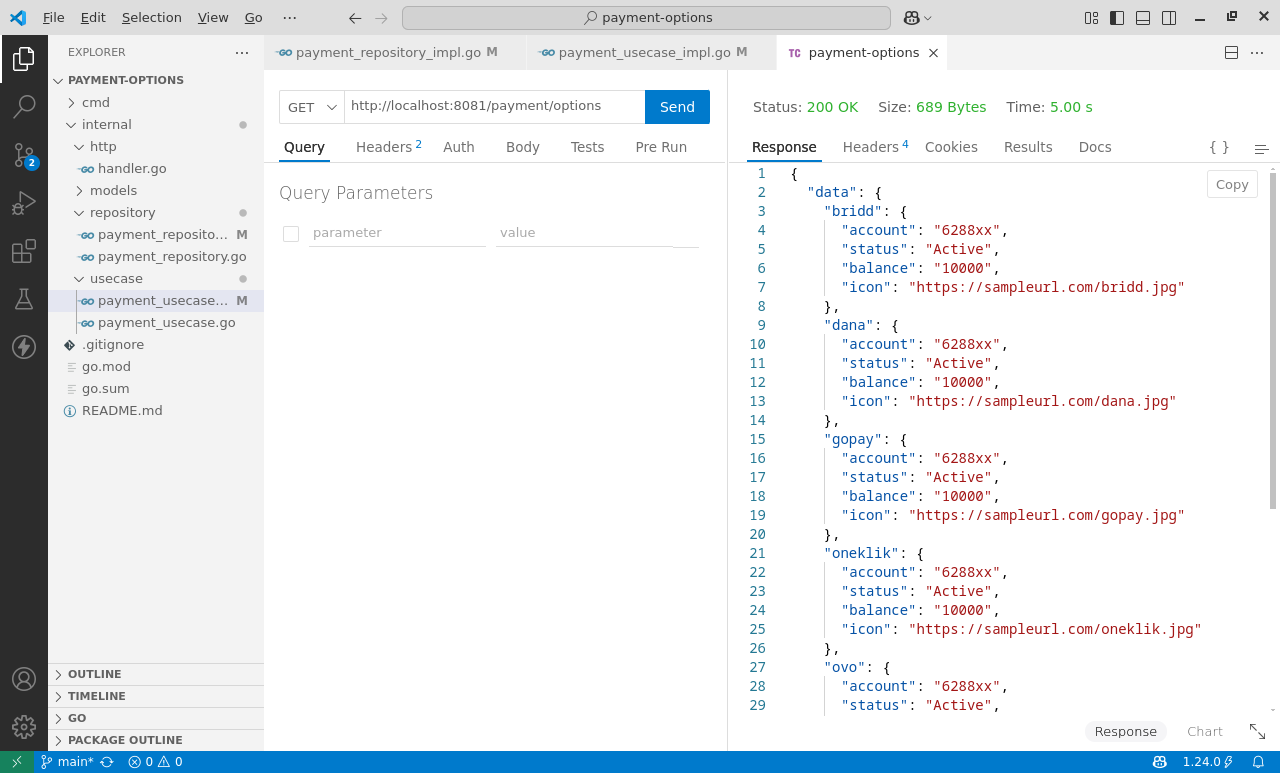 File Edit Selection View Go ··· payment-options
EXPLORER ···
PAYMENT-OPTIONS
cmd
internal
http
handler.go
models
repository
payment_reposito... M
payment_repository.go
usecase
payment_usecase... M
payment_usecase.go
.gitignore
go.mod
go.sum
README.md
OUTLINE
TIMELINE
GO
PACKAGE OUTLINE
2
payment_repository_impl.go M payment_usecase_impl.go M TC payment-options
GET http://localhost:8081/payment/options Send
Query Headers 2 Auth Body Tests Pre Run
Query Parameters
parameter value
Status: 200 OK Size: 689 Bytes Time: 5.00 s
Response Headers 4 Cookies Results Docs { }
Copy
1 {
2 "data": {
3 "bridd": {
4 "account": "6288xx",
5 "status": "Active",
6 "balance": "10000",
7 "icon": "https://sampleurl.com/bridd.jpg"
8 },
9 "dana": {
10 "account": "6288xx",
11 "status": "Active",
12 "balance": "10000",
13 "icon": "https://sampleurl.com/dana.jpg"
14 },
15 "gopay": {
16 "account": "6288xx",
17 "status": "Active",
18 "balance": "10000",
19 "icon": "https://sampleurl.com/gopay.jpg"
20 },
21 "oneklik": {
22 "account": "6288xx",
23 "status": "Active",
24 "balance": "10000",
25 "icon": "https://sampleurl.com/oneklik.jpg"
26 },
27 "ovo": {
28 "account": "6288xx",
29 "status": "Active",
Response Chart
main* 0 0 1.24.0